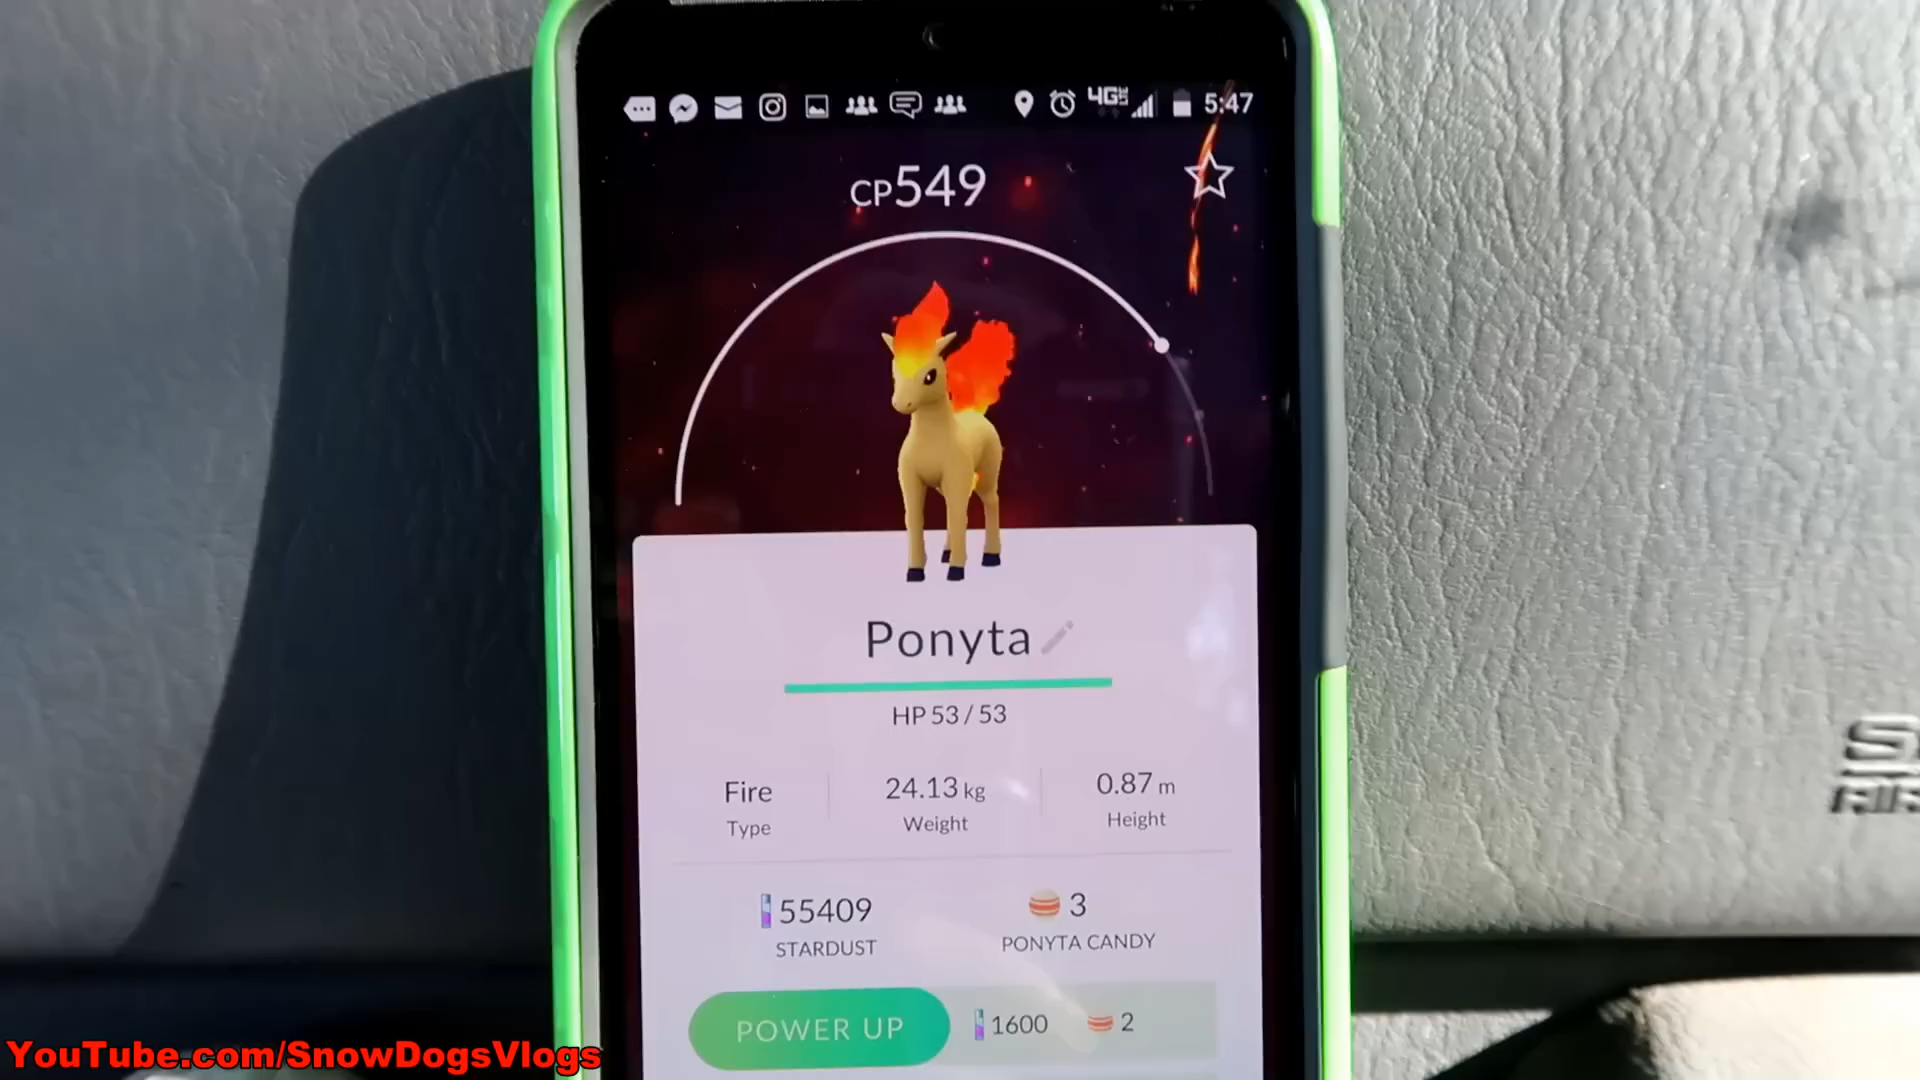 4G 5:47
CP549
Ponyta
HP 53 / 53
Fire 24.13 kg 0.87 m
Type Weight Height
55409 3
STARDUST PONYTA CANDY
POWER UP 1600 2
YouTube.com/SnowDogsVlogs